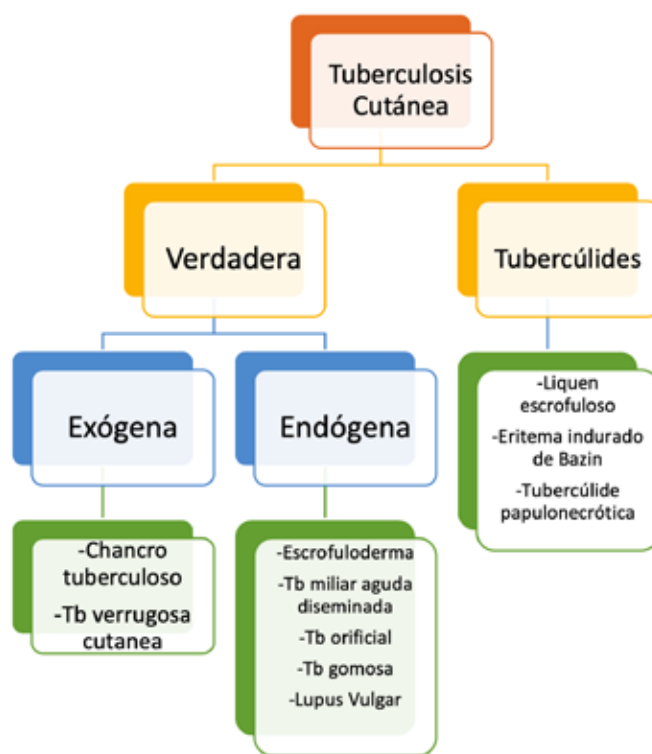 Tuberculosis
Cutánea
Verdadera
Tubercúlides
Exógena
Endógena
-Liquen
escrofuloso
-Eritema indurado
de Bazin
-Tubercúlide
papulonecrótica
-Chancro
tuberculoso
-Tb verrugosa
cutanea
-Escrofuloderma
-Tb miliar aguda
diseminada
-Tb orificial
-Tb gomosa
-Lupus Vulgar